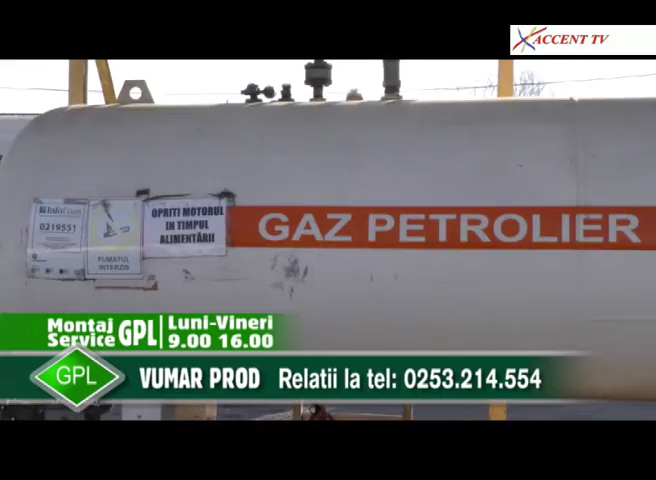 ACCENT TV
InfoCom
0219551
FUMATUL
INTERZIS
OPRITI MOTORUL
IN TIMPUL
ALIMENTĂRII
GAZ PETROLIER
Montaj
Service GPL
Luni-Vineri
9.00 16.00
GPL
VUMAR PROD Relatii la tel: 0253.214.554